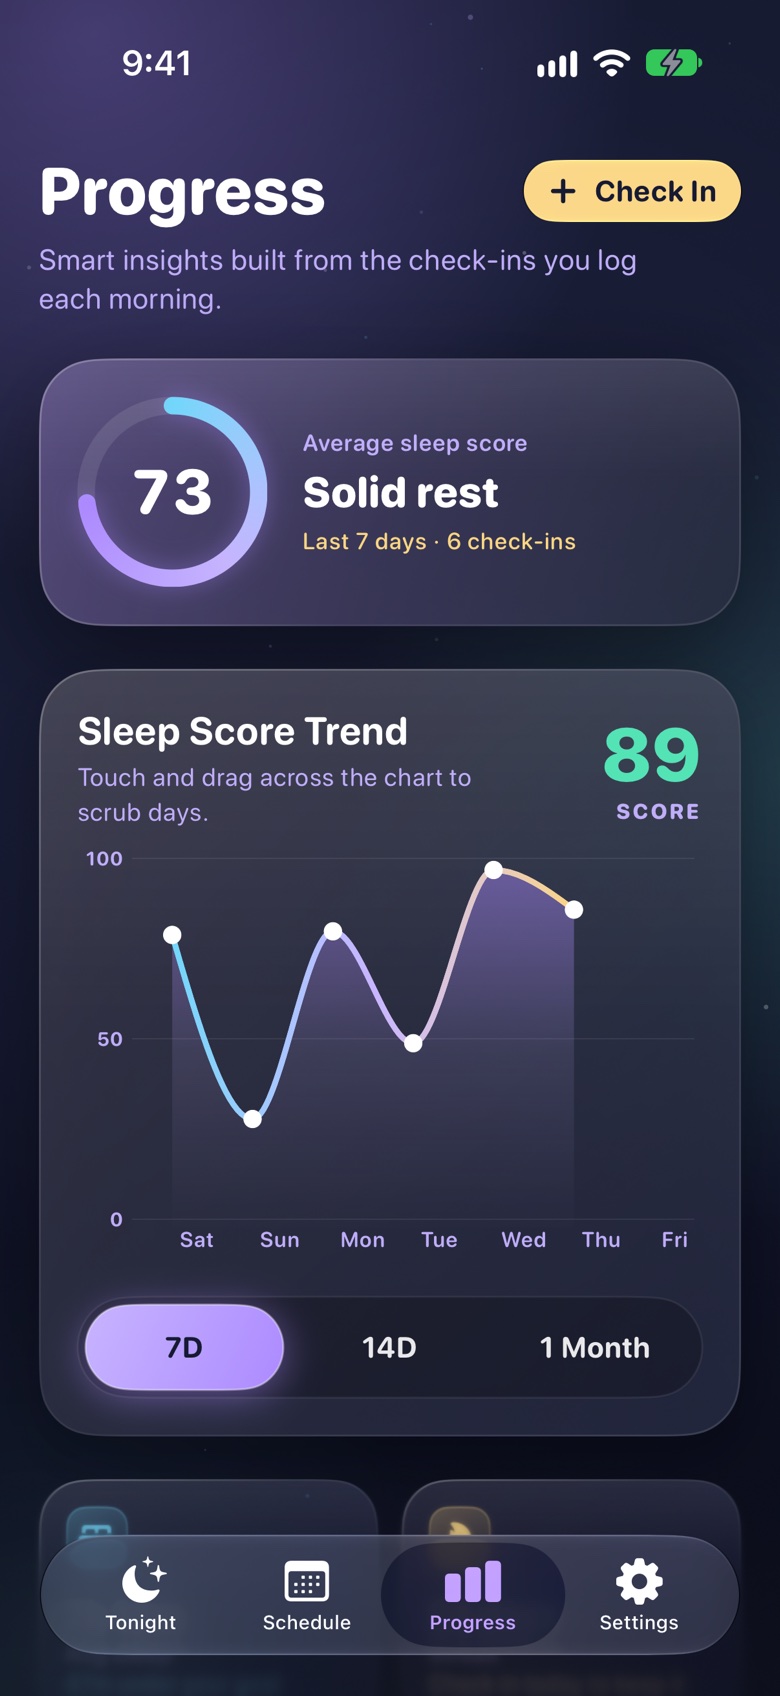 9:41
Progress
+ Check In
Smart insights built from the check-ins you log
each morning.
73
Average sleep score
Solid rest
Last 7 days · 6 check-ins
Sleep Score Trend
Touch and drag across the chart to
scrub days.
89
SCORE
100
50
0
Sat Sun Mon Tue Wed Thu Fri
7D 14D 1 Month
Tonight Schedule Progress Settings